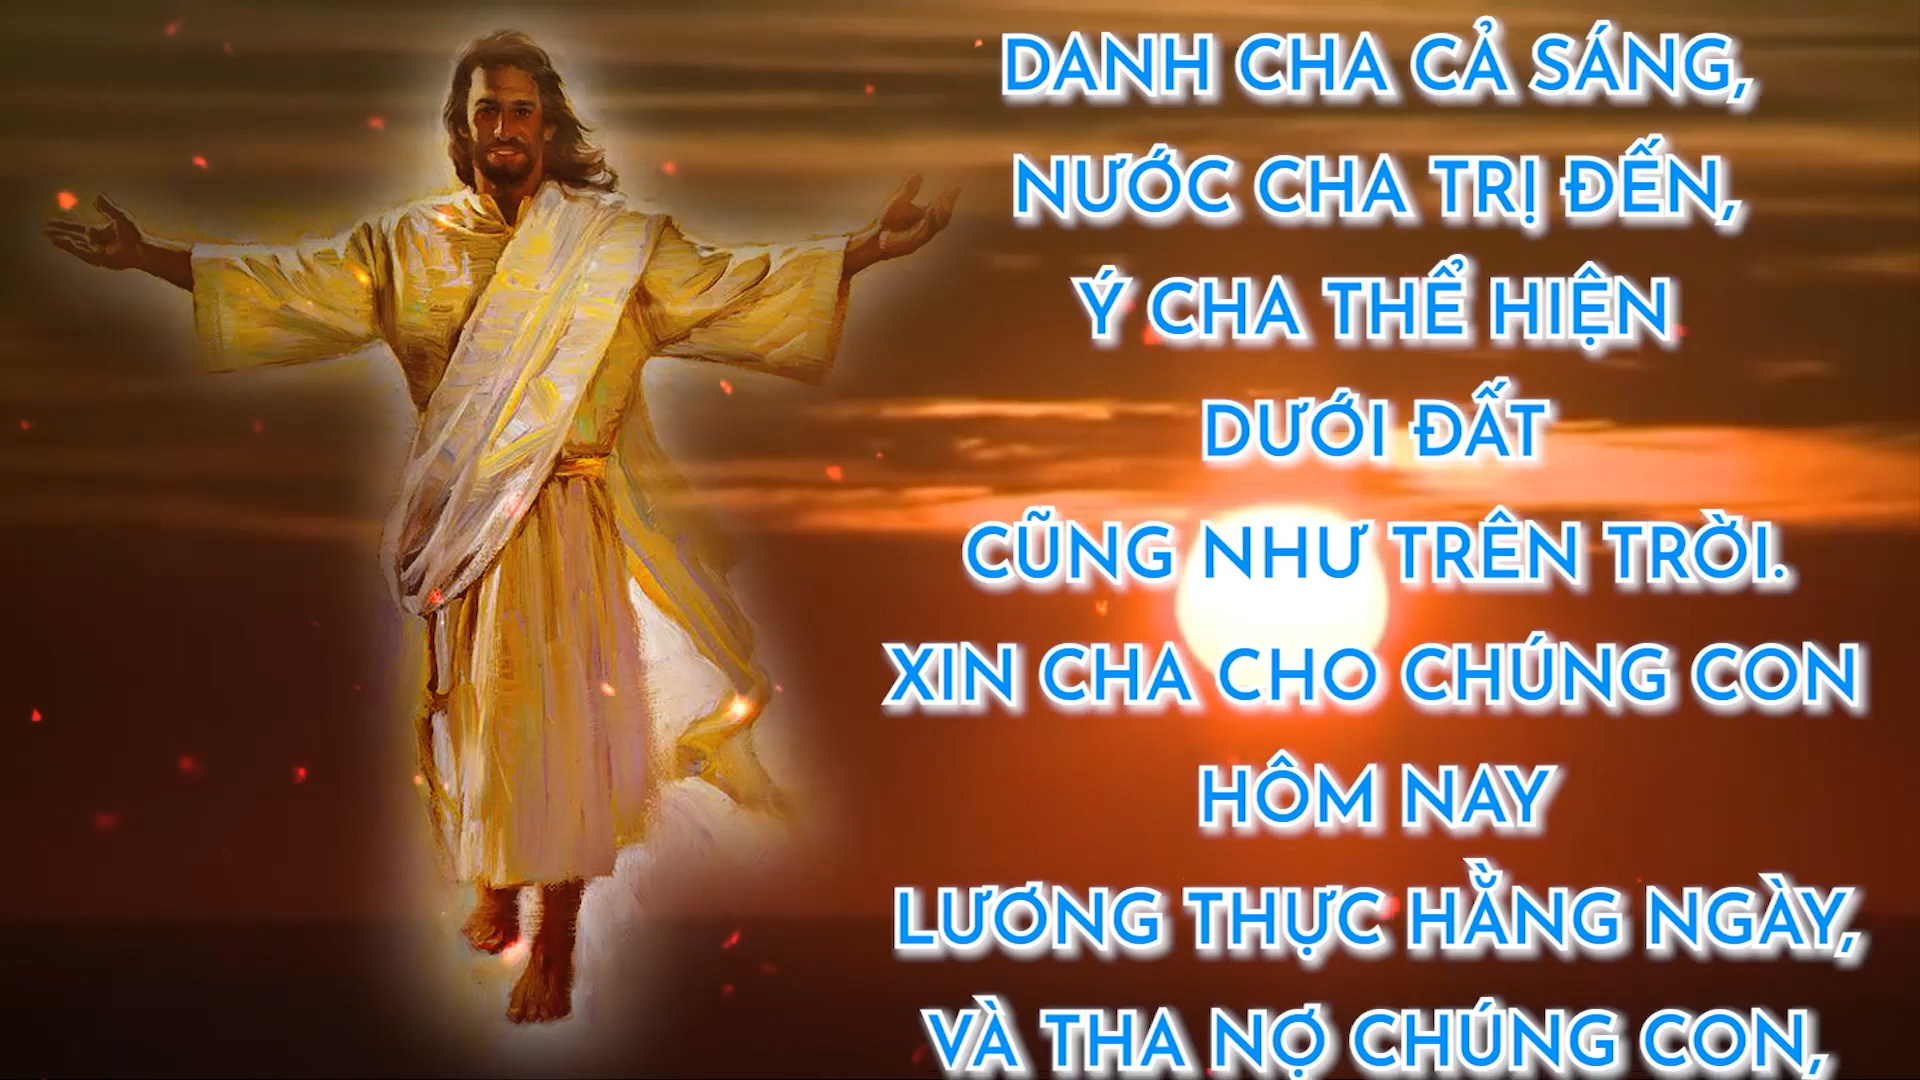 DANH CHA CẢ SÁNG,
NƯỚC CHA TRỊ ĐẾN,
Ý CHA THỂ HIỆN
DƯỚI ĐẤT
CŨNG NHƯ TRÊN TRỜI.
XIN CHA CHO CHÚNG CON
HÔM NAY
LƯƠNG THỰC HẰNG NGÀY,
VÀ THA NỢ CHÚNG CON,